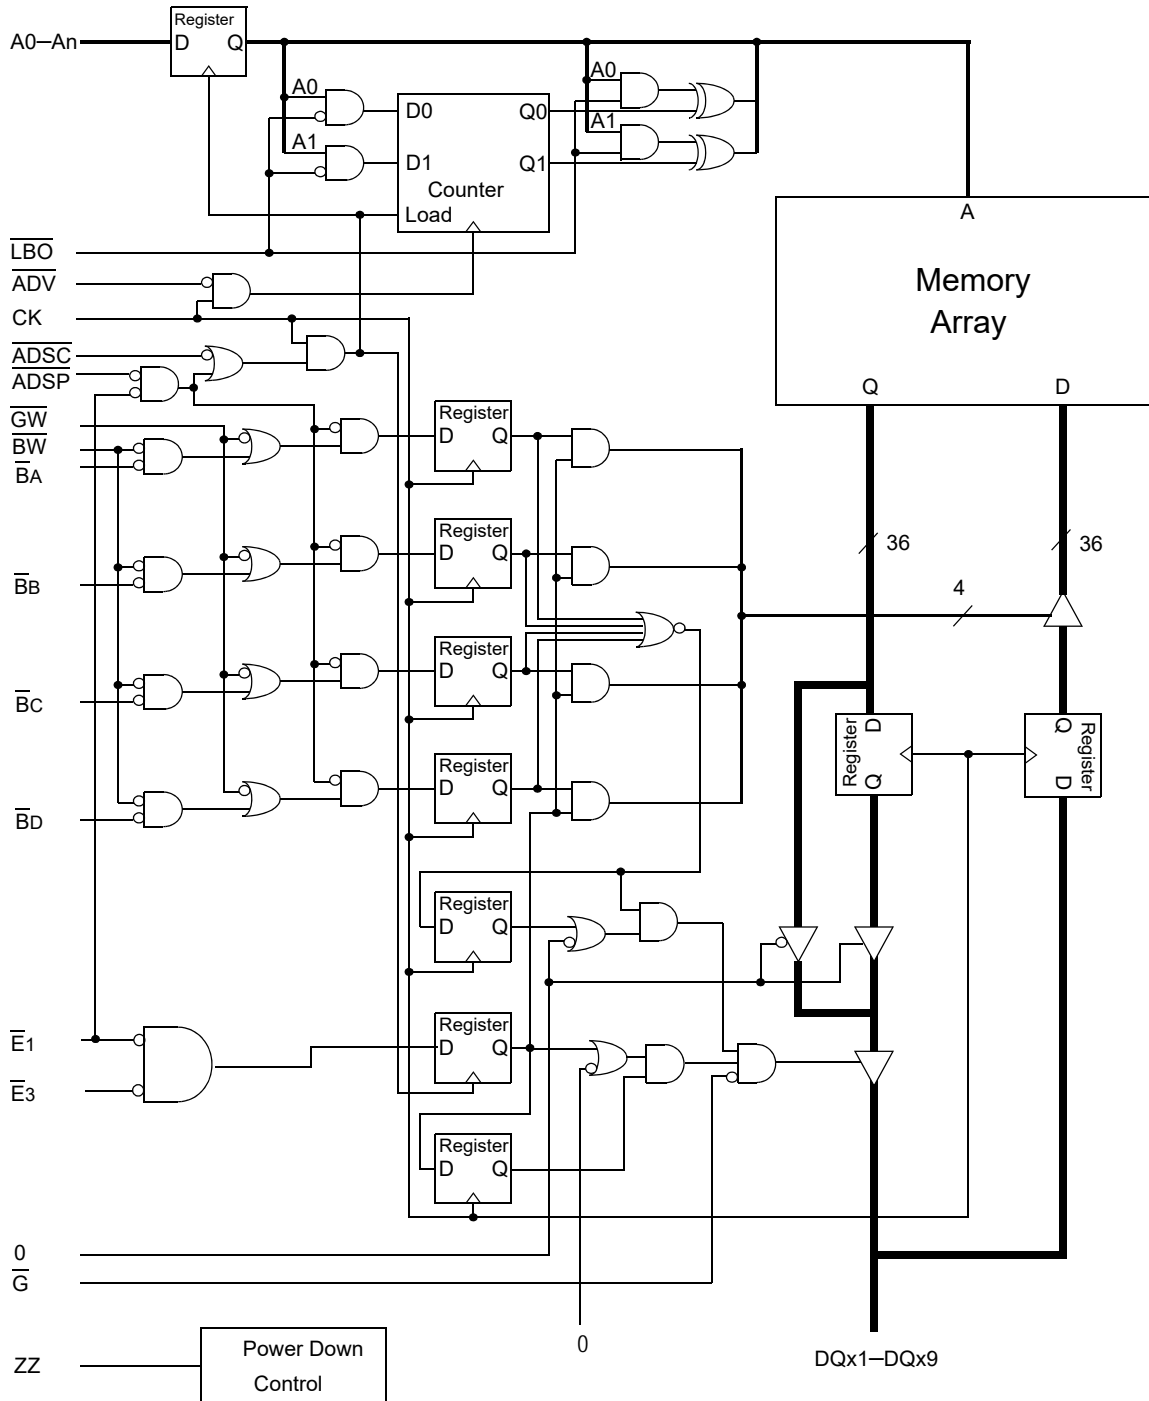 Register
A0–An
D Q
A0
A0
D0
Q0
A1
A1
D1
Q1
Counter
Load
A
LBO
ADV
Memory
CK
Array
ADSC
ADSP
Q
D
GW
Register
BW
D Q
BA
Register
D Q
36
36
BB
4
Register
D Q
BC
Register
D
Q
Register
Q
D
Register
D Q
BD
Register
D Q
Register
E1
D Q
E3
Register
D Q
0
G
0
Power Down
DQx1–DQx9
ZZ
Control